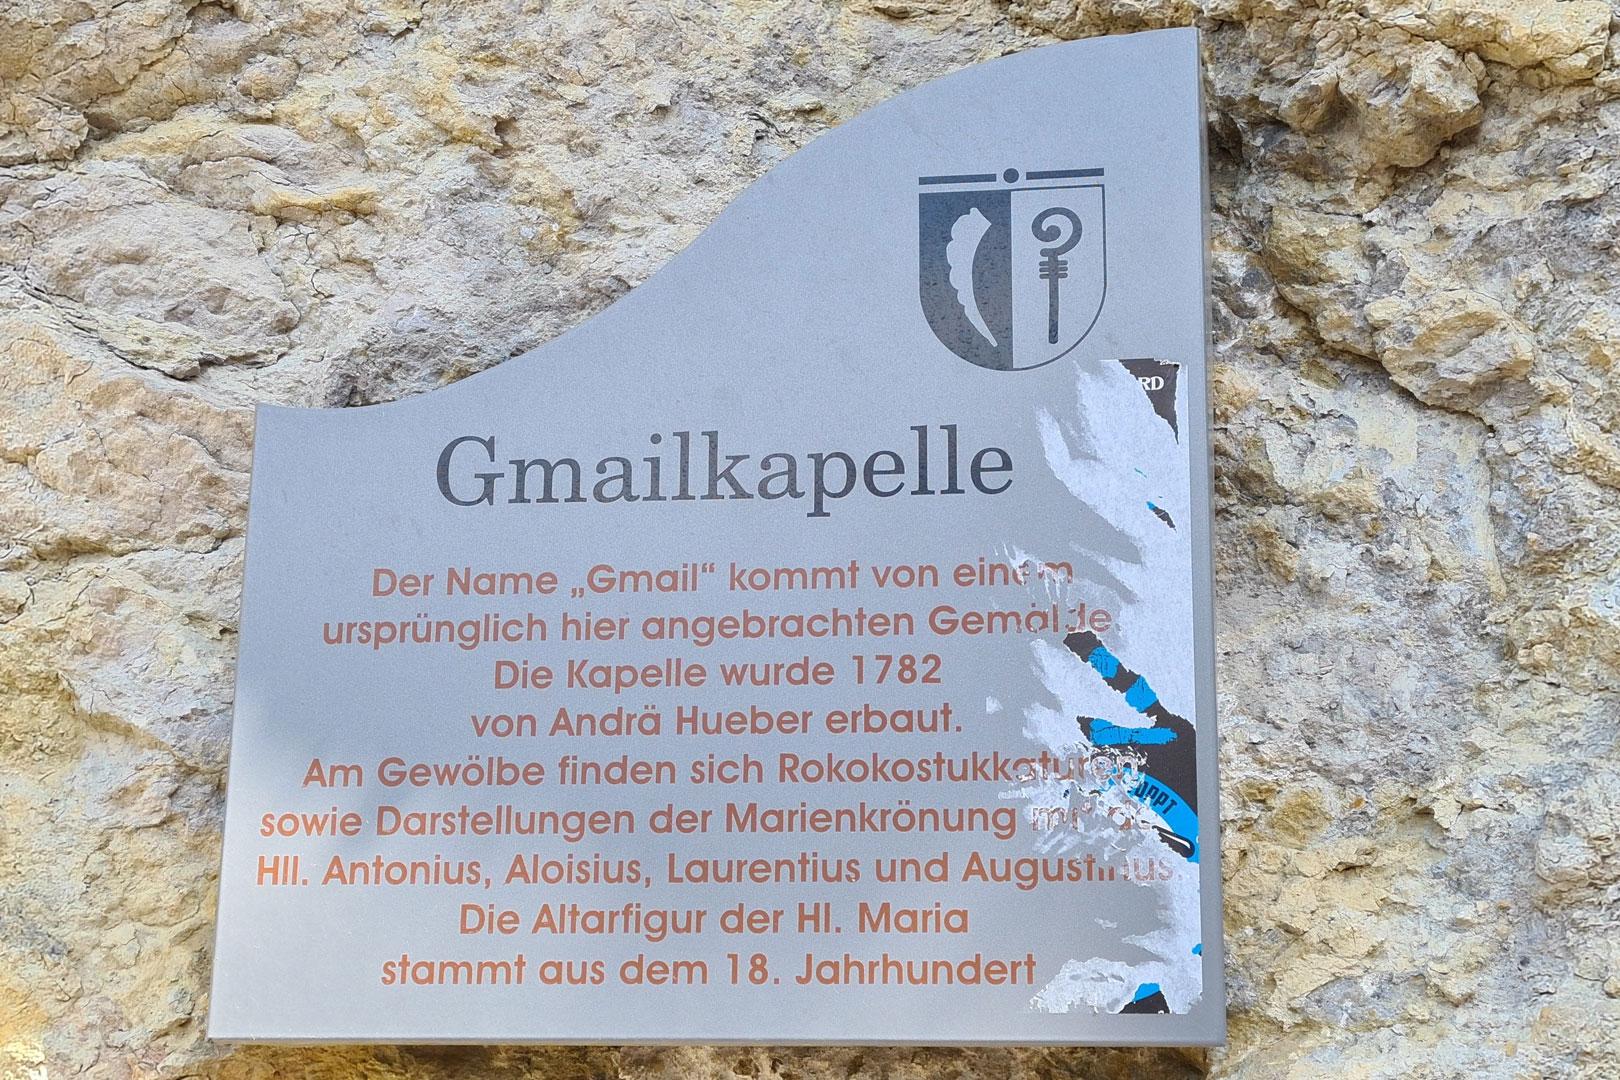 RD
Gmailkapelle
Der Name „Gmail“ kommt von einem
ursprünglich hier angebrachten Gemälde
Die Kapelle wurde 1782
von Andrä Hueber erbaut.
Am Gewölbe finden sich Rokokostukkaturen
sowie Darstellungen der Marienkrönung mit
Hll. Antonius, Aloisius, Laurentius und Augustinus.
Die Altarfigur der Hl. Maria
stammt aus dem 18. Jahrhundert